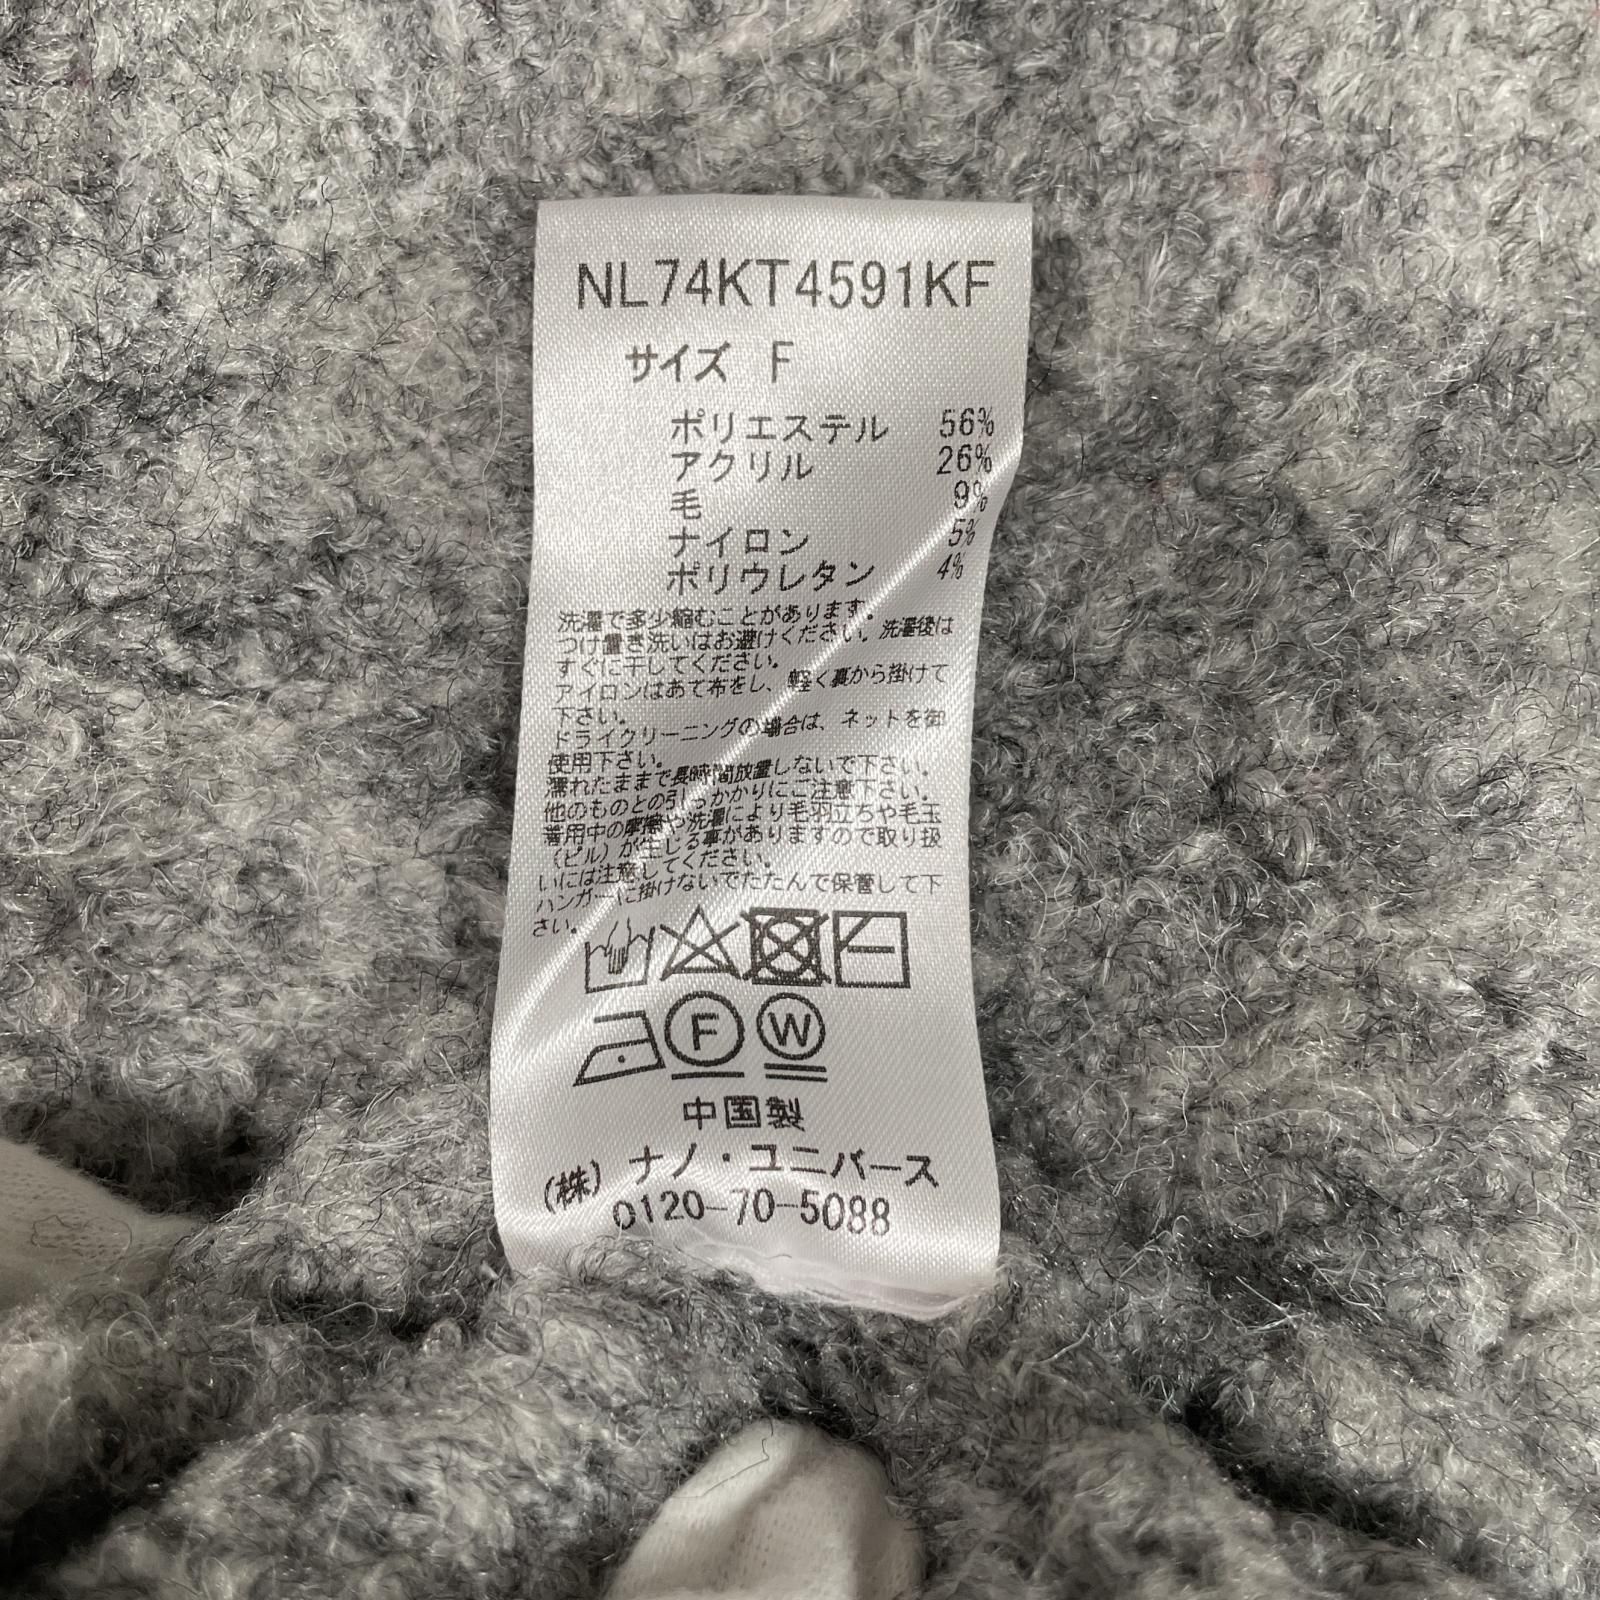 NL74KT4591KF
サイズ F
ポリエステル 56%
アクリル 26%
毛 9%
ナイロン 5%
ポリウレタン 4%
洗濯で多少縮むことがあります。
つけ置き洗いはお避けください。洗濯後は
すぐに干してください。
アイロンはあて布をし、軽く裏から掛けて
下さい。
ドライクリーニングの場合は、ネットを御
使用下さい。
濡れたままで長時間放置しないで下さい。
他のものとの引っかかりにご注意下さい。
着用中の摩擦や洗濯により毛羽立ちや毛玉
(ピル)が生じる事がありますので取り扱
いには注意してください。
ハンガーに掛けないでたたんで保管して下
さい。
F W
中国製
(株)ナノ・ユニバース
0120-70-5088